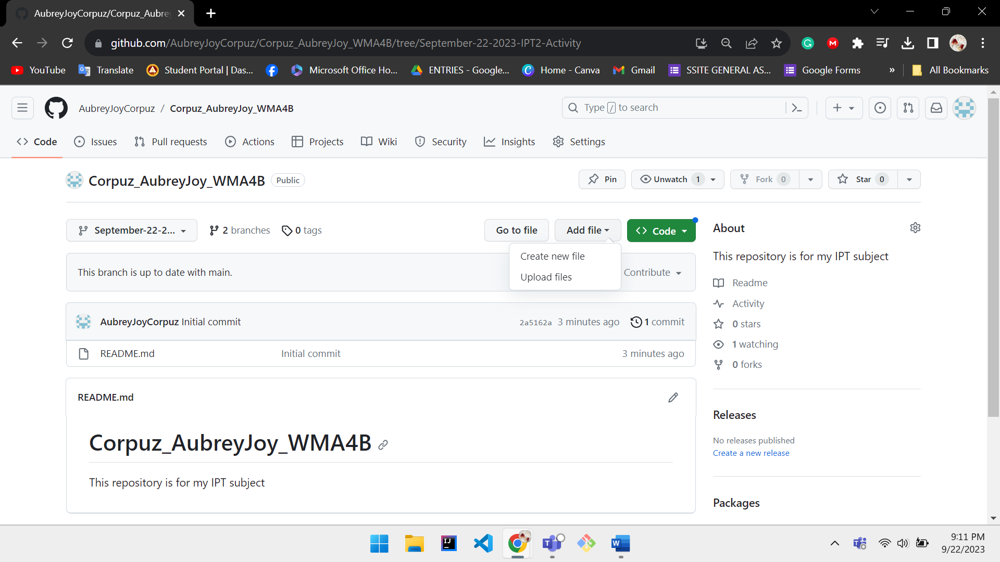 AubreyJoyCorpuz/Corpuz_Aubre
github.com/AubreyJoyCorpuz/Corpuz_AubreyJoy_WMA4B/tree/September-22-2023-IPT2-Activity
YouTube Translate Student Portal | Das... Microsoft Office Ho... ENTRIES - Google... Home - Canva Gmail SSITE GENERAL AS... Google Forms » All Bookmarks
AubreyJoyCorpuz / Corpuz_AubreyJoy_WMA4B
Type / to search
Code Issues Pull requests Actions Projects Wiki Security Insights Settings
Corpuz_AubreyJoy_WMA4B Public
Pin Unwatch 1 Fork 0 Star 0
September-22-2... 2 branches 0 tags
Go to file Add file Code
Create new file
Upload files
This branch is up to date with main.
Contribute
AubreyJoyCorpuz Initial commit 2a5162a 3 minutes ago 1 commit
README.md Initial commit 3 minutes ago
README.md
Corpuz_AubreyJoy_WMA4B
This repository is for my IPT subject
About
This repository is for my IPT subject
Readme
Activity
0 stars
1 watching
0 forks
Releases
No releases published
Create a new release
Packages
9:11 PM
9/22/2023